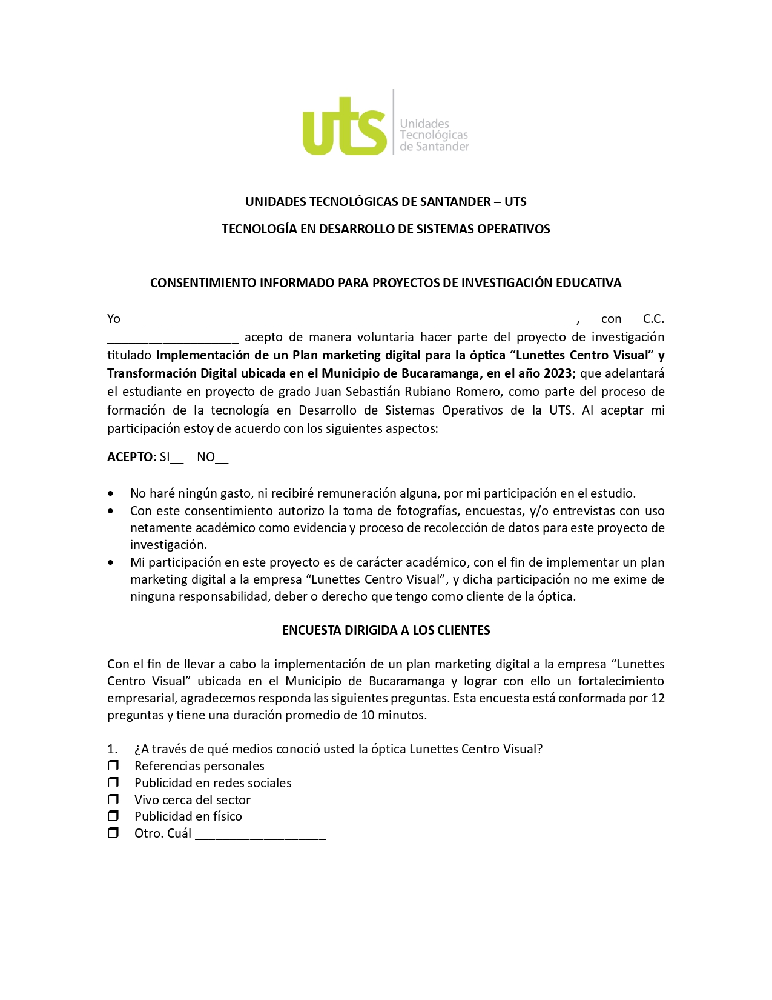 uts
Unidades
Tecnológicas
de Santander
UNIDADES TECNOLÓGICAS DE SANTANDER – UTS
TECNOLOGÍA EN DESARROLLO DE SISTEMAS OPERATIVOS
CONSENTIMIENTO INFORMADO PARA PROYECTOS DE INVESTIGACIÓN EDUCATIVA
Yo _______________________________________________________________, con C.C.
___________________ acepto de manera voluntaria hacer parte del proyecto de investigación
titulado Implementación de un Plan marketing digital para la óptica “Lunettes Centro Visual” y
Transformación Digital ubicada en el Municipio de Bucaramanga, en el año 2023; que adelantará
el estudiante en proyecto de grado Juan Sebastián Rubiano Romero, como parte del proceso de
formación de la tecnología en Desarrollo de Sistemas Operativos de la UTS. Al aceptar mi
participación estoy de acuerdo con los siguientes aspectos:
ACEPTO: SI__ NO__
• No haré ningún gasto, ni recibiré remuneración alguna, por mi participación en el estudio.
• Con este consentimiento autorizo la toma de fotografías, encuestas, y/o entrevistas con uso
netamente académico como evidencia y proceso de recolección de datos para este proyecto de
investigación.
• Mi participación en este proyecto es de carácter académico, con el fin de implementar un plan
marketing digital a la empresa “Lunettes Centro Visual”, y dicha participación no me exime de
ninguna responsabilidad, deber o derecho que tengo como cliente de la óptica.
ENCUESTA DIRIGIDA A LOS CLIENTES
Con el fin de llevar a cabo la implementación de un plan marketing digital a la empresa “Lunettes
Centro Visual” ubicada en el Municipio de Bucaramanga y lograr con ello un fortalecimiento
empresarial, agradecemos responda las siguientes preguntas. Esta encuesta está conformada por 12
preguntas y tiene una duración promedio de 10 minutos.
1. ¿A través de qué medios conoció usted la óptica Lunettes Centro Visual?
❒ Referencias personales
❒ Publicidad en redes sociales
❒ Vivo cerca del sector
❒ Publicidad en físico
❒ Otro. Cuál ___________________